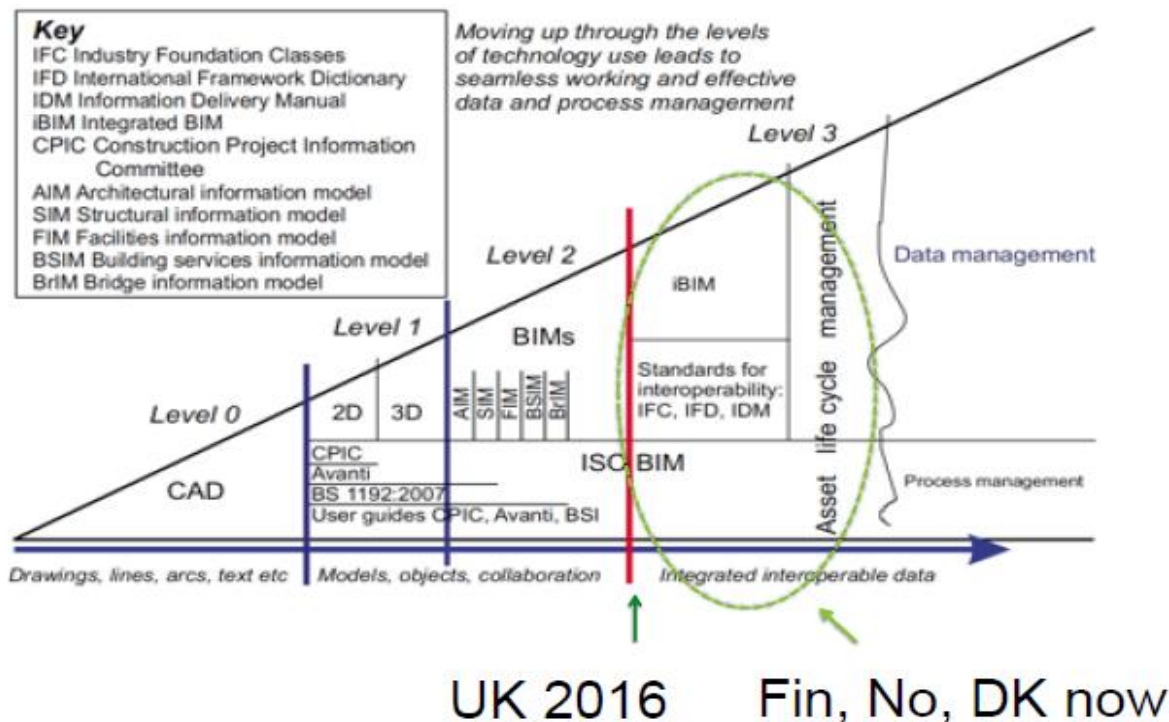 Key
IFC Industry Foundation Classes
IFD International Framework Dictionary
IDM Information Delivery Manual
iBIM Integrated BIM
CPIC Construction Project Information
Committee
AIM Architectural information model
SIM Structural information model
FIM Facilities information model
BSIM Building services information model
BrIM Bridge information model
Moving up through the levels
of technology use leads to
seamless working and effective
data and process management
Level 0
Level 1
Level 2
Level 3
CAD
2D
3D
CPIC
Avanti
BS 1192:2007
User guides CPIC, Avanti, BSI
BIMs
AIM
SIM
FIM
BSIM
BrIM
ISO BIM
iBIM
Standards for
interoperability:
IFC, IFD, IDM
Asset life cycle management
Data management
Process management
Drawings, lines, arcs, text etc
Models, objects, collaboration
Integrated interoperable data
UK 2016
Fin, No, DK now